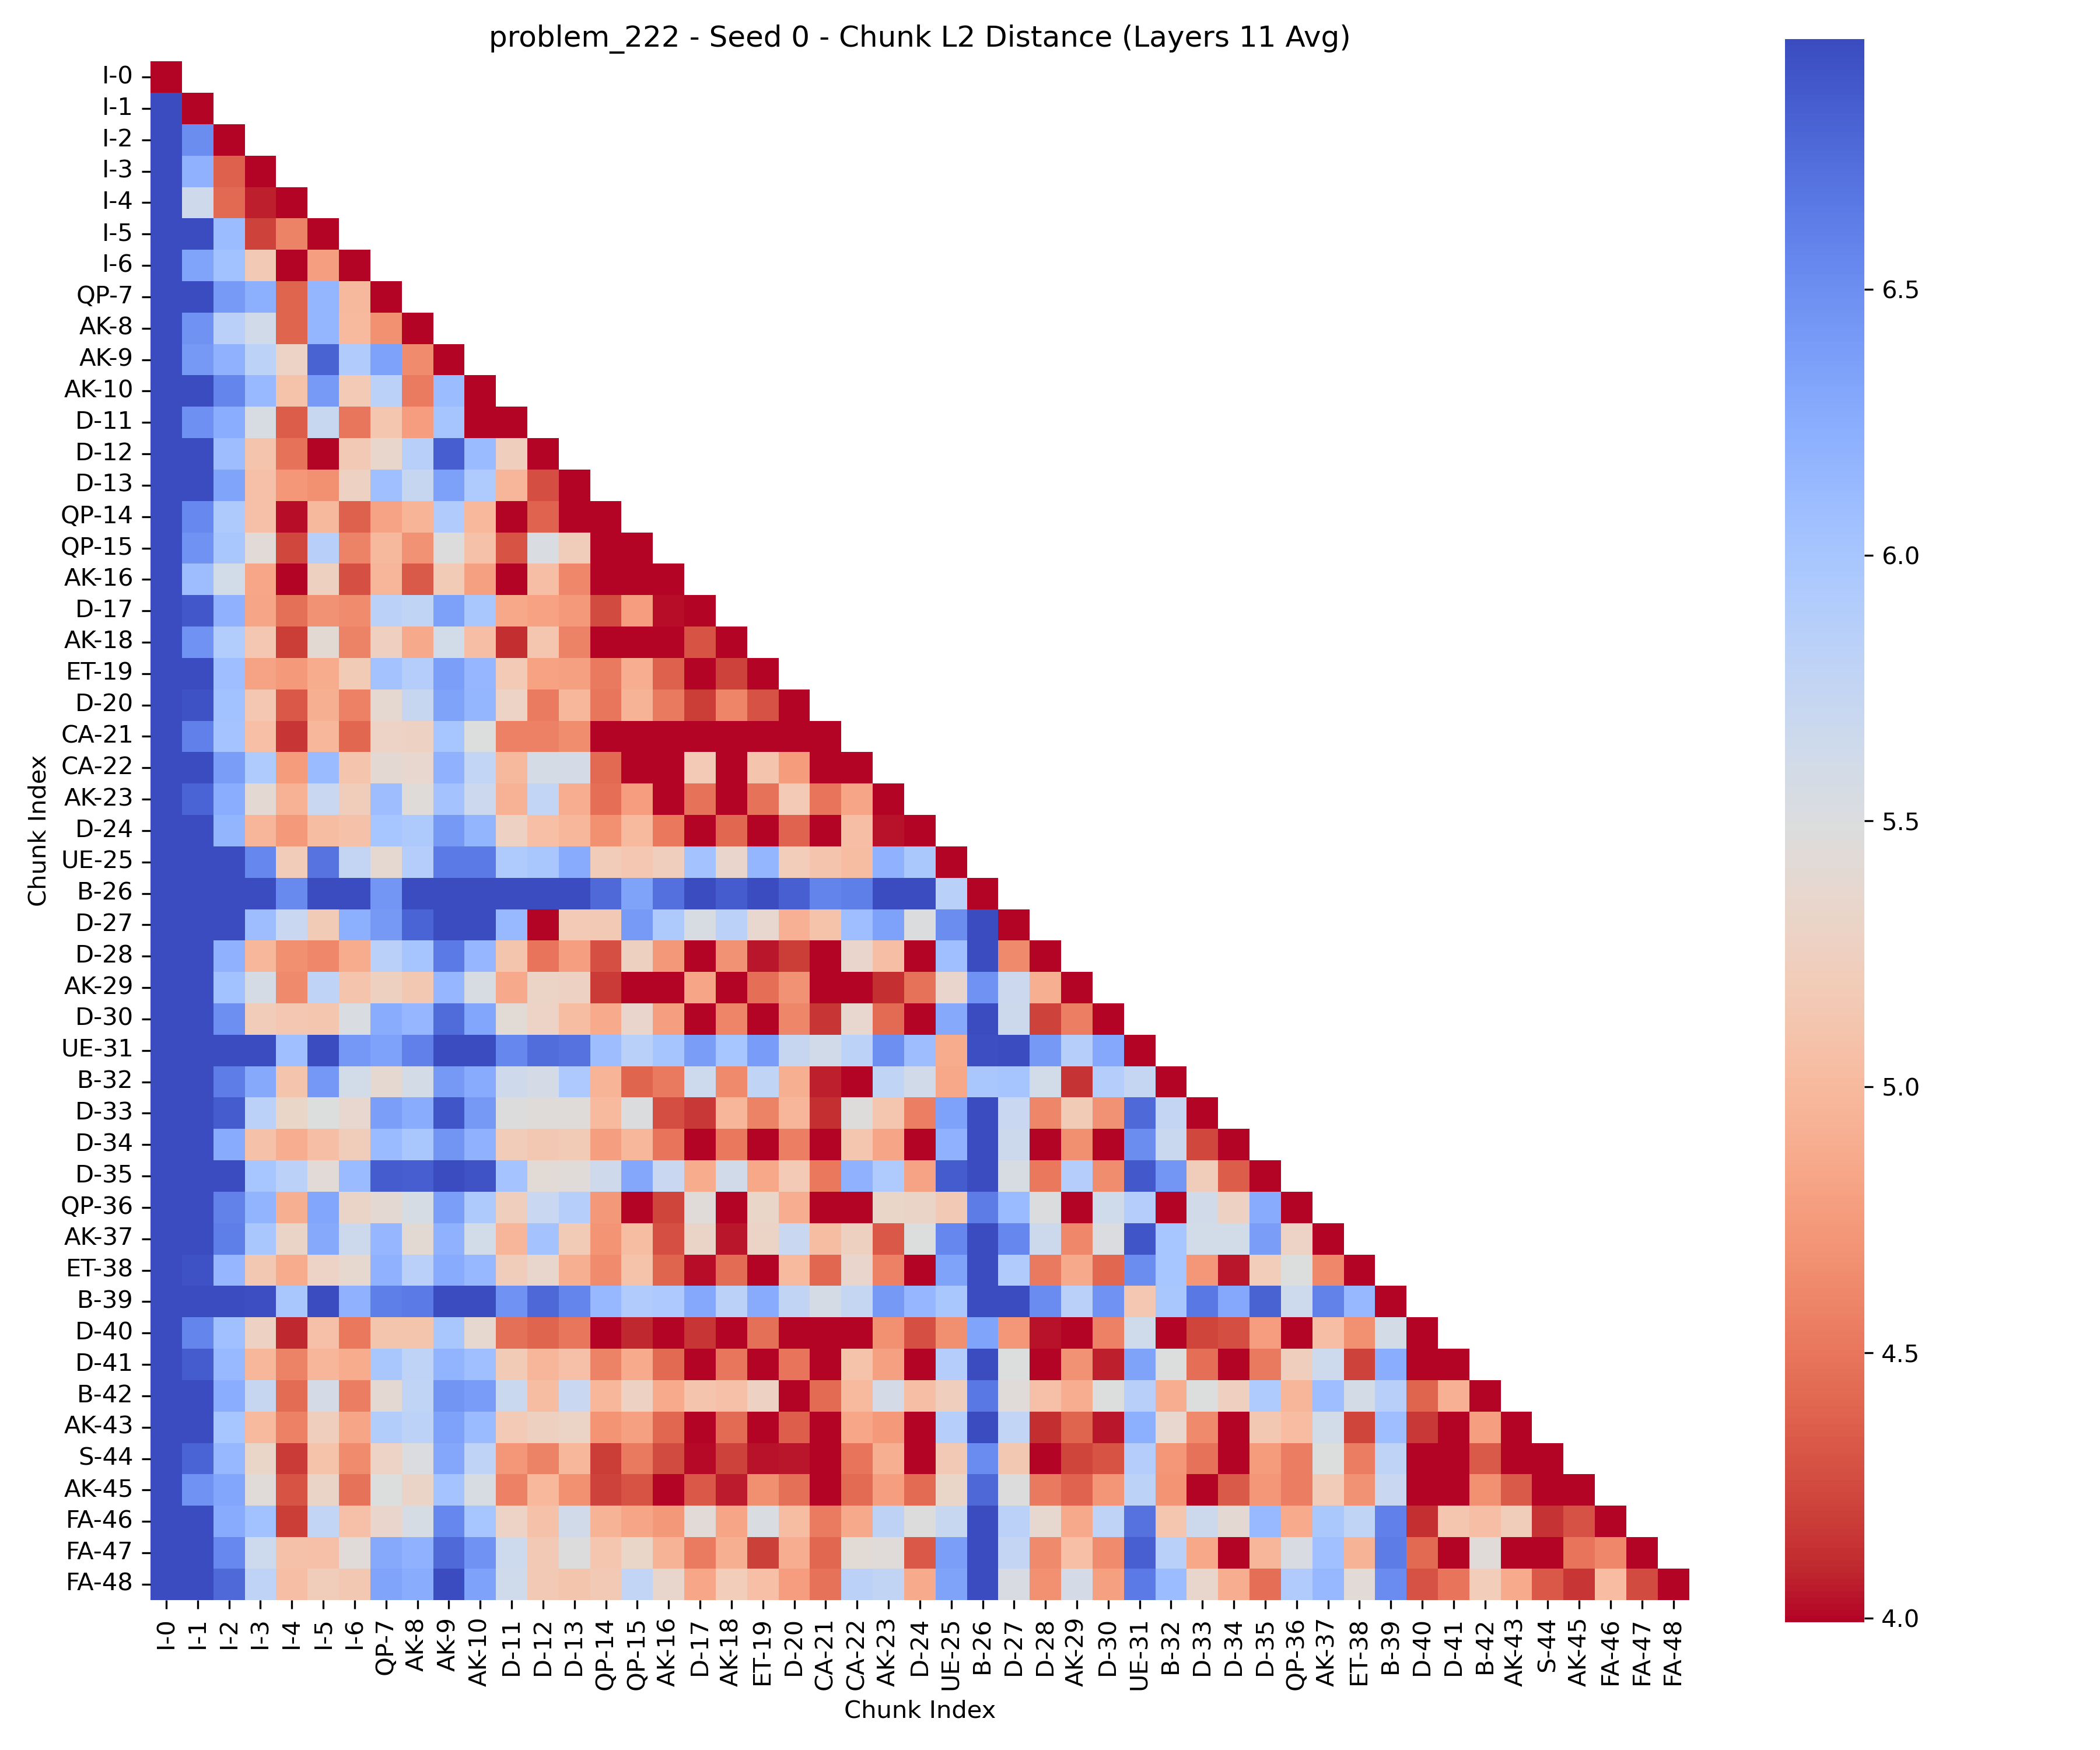 problem_222 - Seed 0 - Chunk L2 Distance (Layers 11 Avg)
Chunk Index
I-0
I-1
I-2
I-3
I-4
I-5
I-6
QP-7
AK-8
AK-9
AK-10
D-11
D-12
D-13
QP-14
QP-15
AK-16
D-17
AK-18
ET-19
D-20
CA-21
CA-22
AK-23
D-24
UE-25
B-26
D-27
D-28
AK-29
D-30
UE-31
B-32
D-33
D-34
D-35
QP-36
AK-37
ET-38
B-39
D-40
D-41
B-42
AK-43
S-44
AK-45
FA-46
FA-47
FA-48
I-0 I-1 I-2 I-3 I-4 I-5 I-6 QP-7 AK-8 AK-9 AK-10 D-11 D-12 D-13 QP-14 QP-15 AK-16 D-17 AK-18 ET-19 D-20 CA-21 CA-22 AK-23 D-24 UE-25 B-26 D-27 D-28 AK-29 D-30 UE-31 B-32 D-33 D-34 D-35 QP-36 AK-37 ET-38 B-39 D-40 D-41 B-42 AK-43 S-44 AK-45 FA-46 FA-47 FA-48
Chunk Index
6.5
6.0
5.5
5.0
4.5
4.0